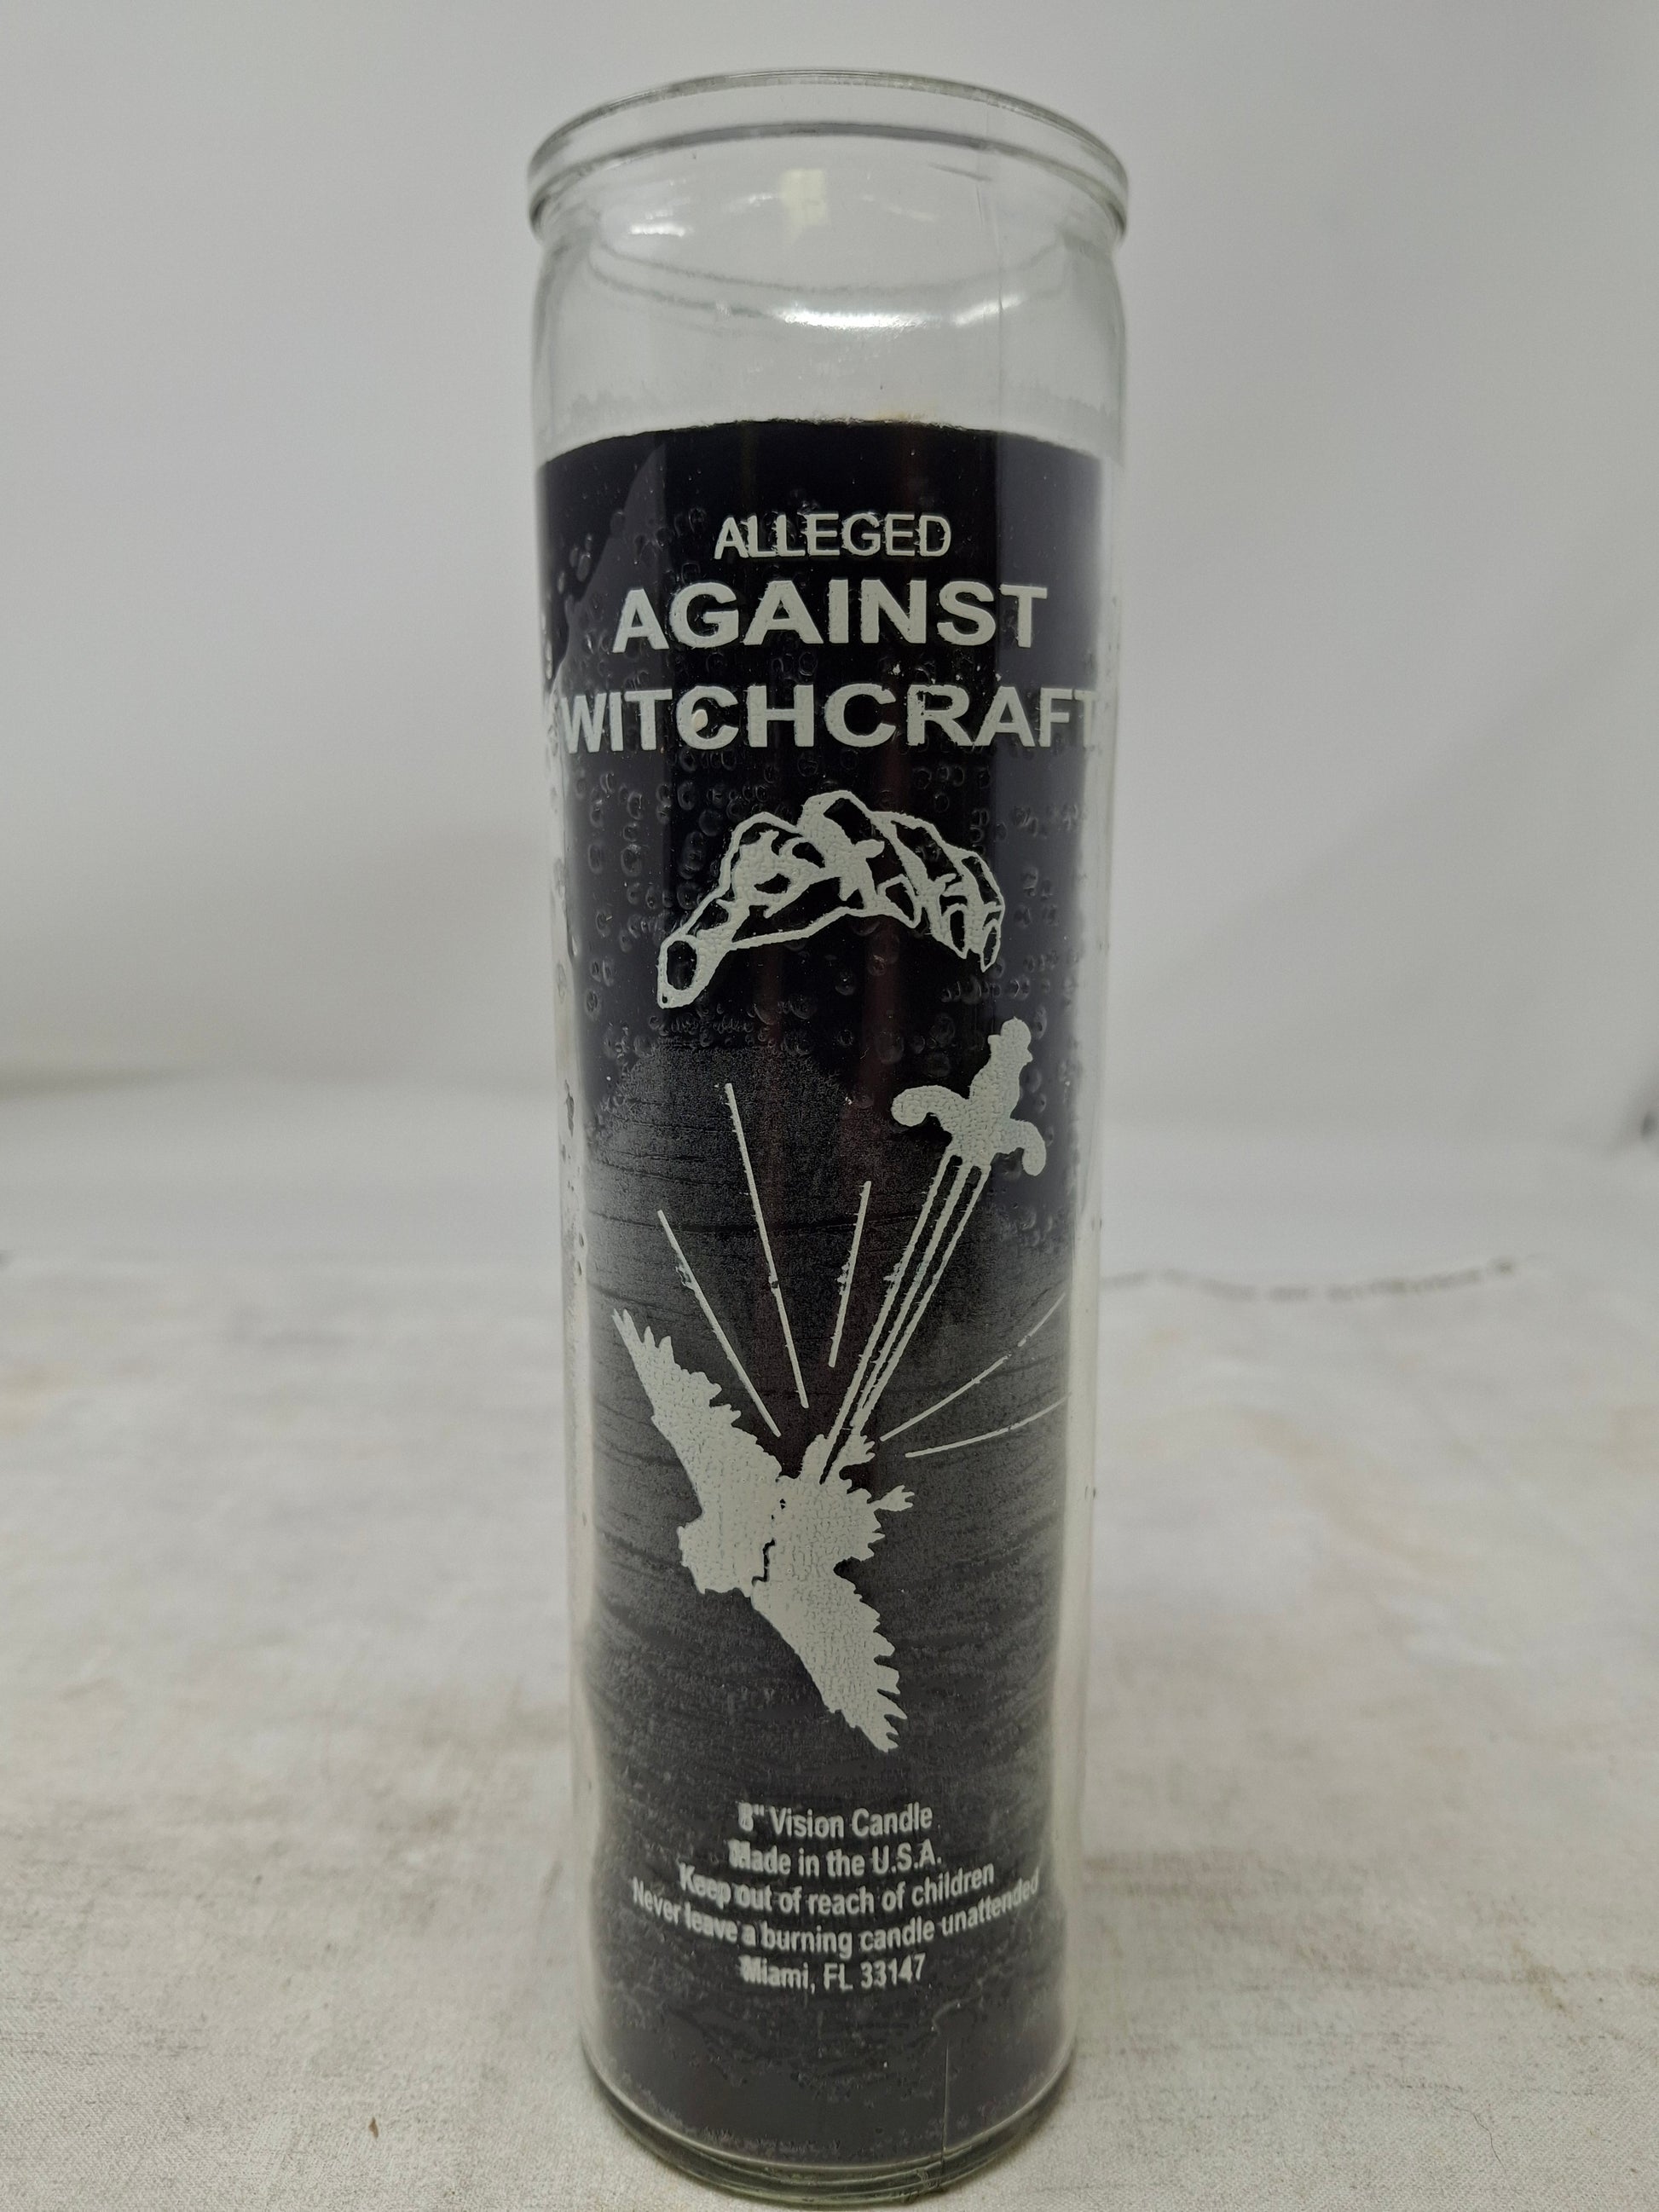 ALLEGED
AGAINST
WITCHCRAFT
8" Vision Candle
Made in the U.S.A.
Keep out of reach of children
Never leave a burning candle unattended
Miami, FL 33147